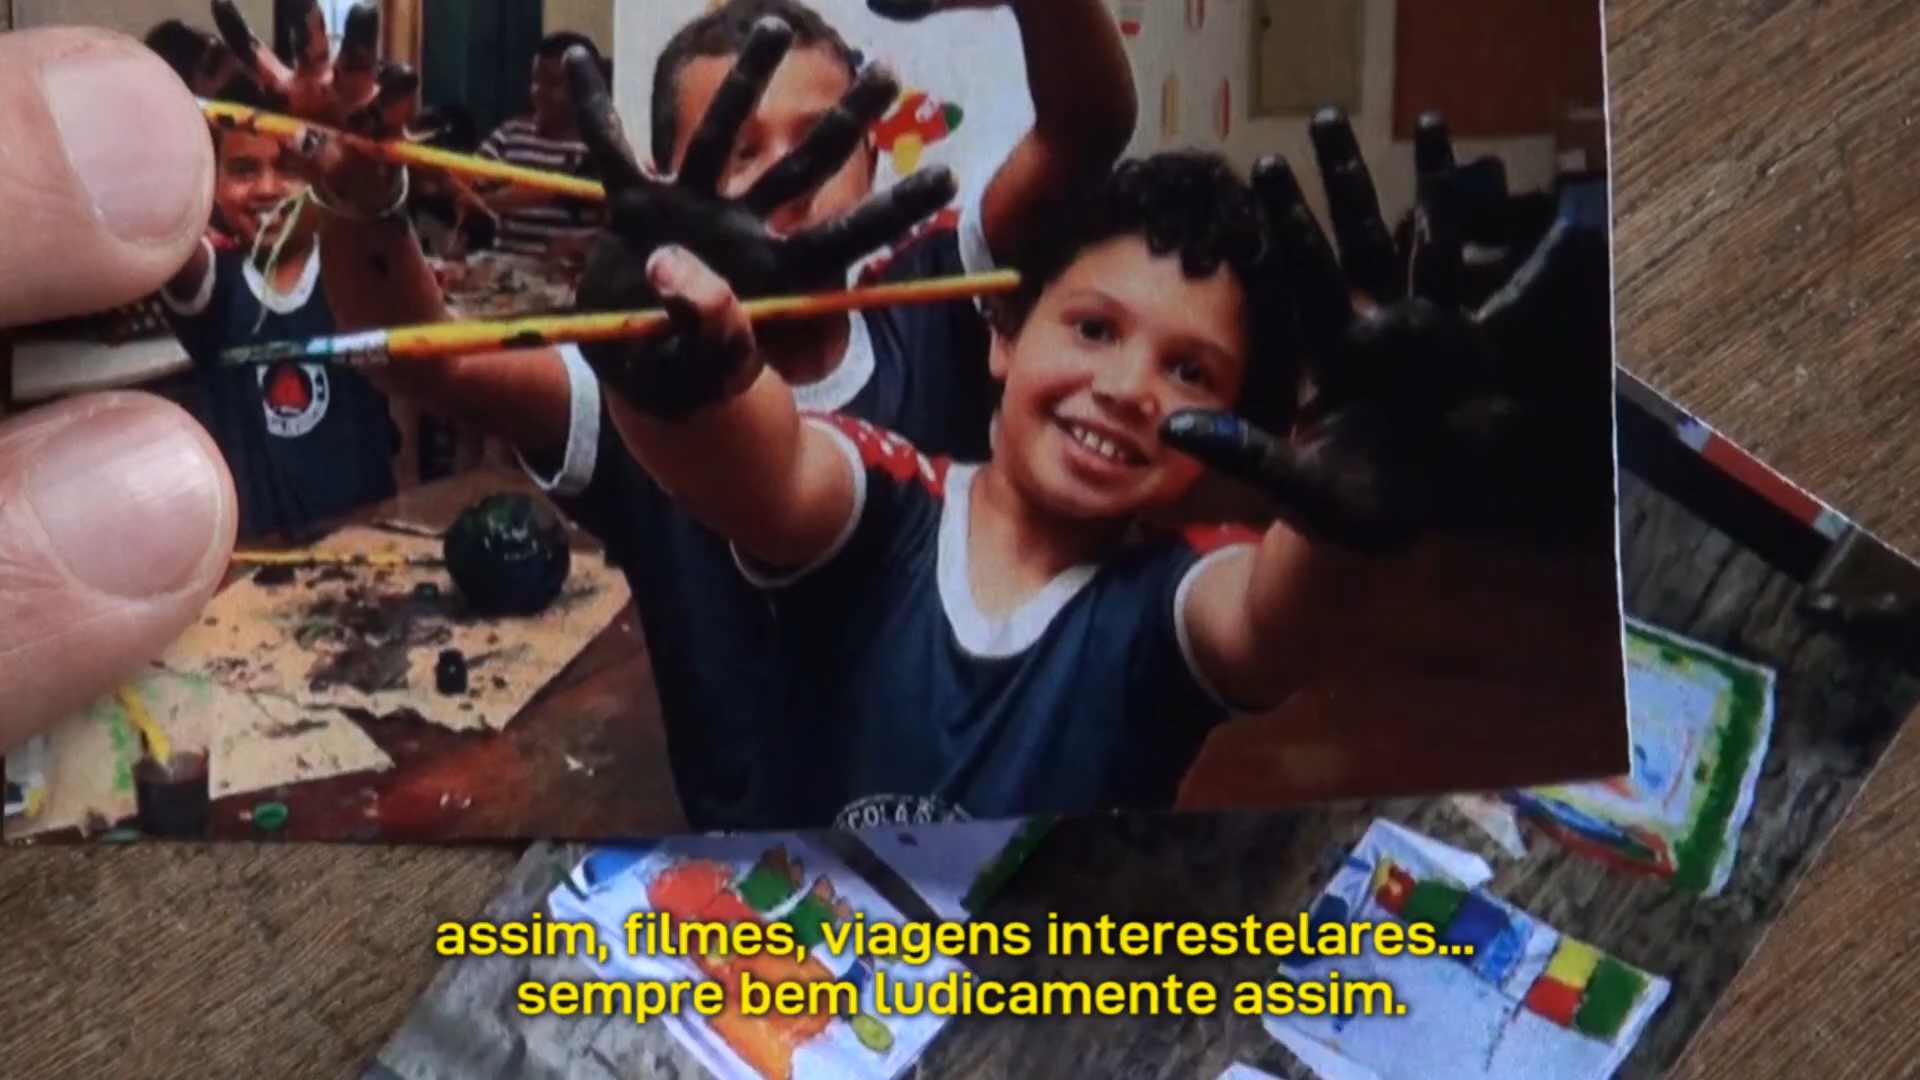 assim, filmes, viagens interestelares...
sempre bem ludicamente assim.